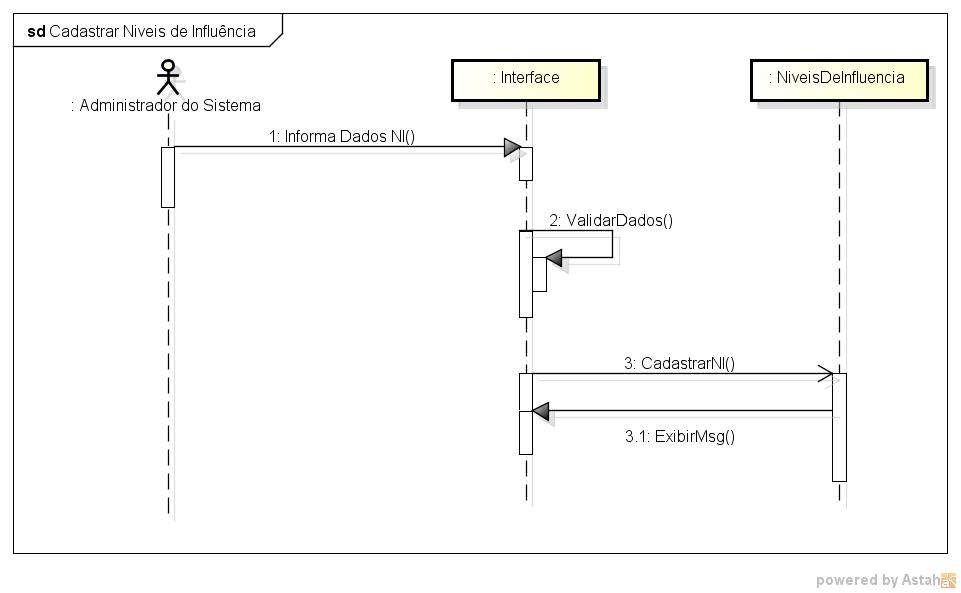 sd Cadastrar Niveis de Influência
: Administrador do Sistema
: Interface
: NiveisDeInfluencia
1: Informa Dados NI()
2: ValidarDados()
3: CadastrarNI()
3.1: ExibirMsg()
powered by Astah